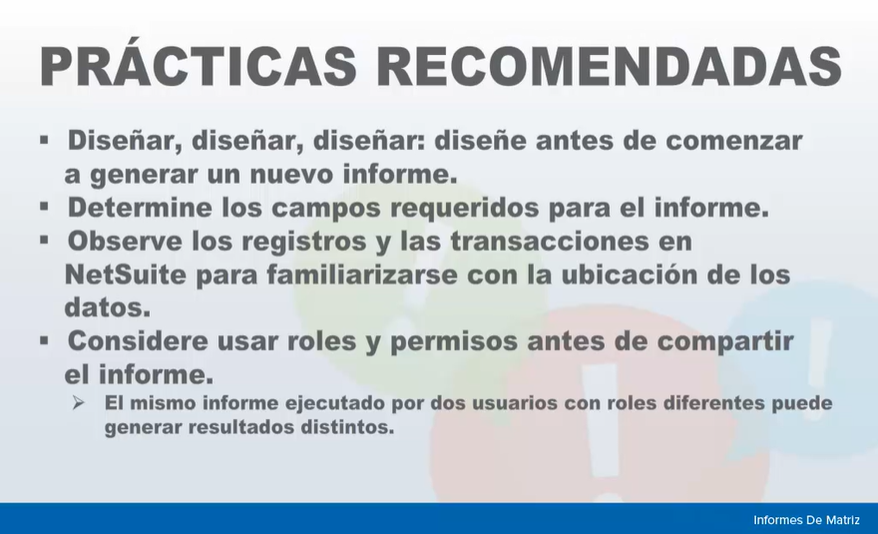 PRÁCTICAS RECOMENDADAS
▪ Diseñar, diseñar, diseñar: diseñe antes de comenzar
a generar un nuevo informe.
▪ Determine los campos requeridos para el informe.
▪ Observe los registros y las transacciones en
NetSuite para familiarizarse con la ubicación de los
datos.
▪ Considere usar roles y permisos antes de compartir
el informe.
➢ El mismo informe ejecutado por dos usuarios con roles diferentes puede
generar resultados distintos.
Informes De Matriz